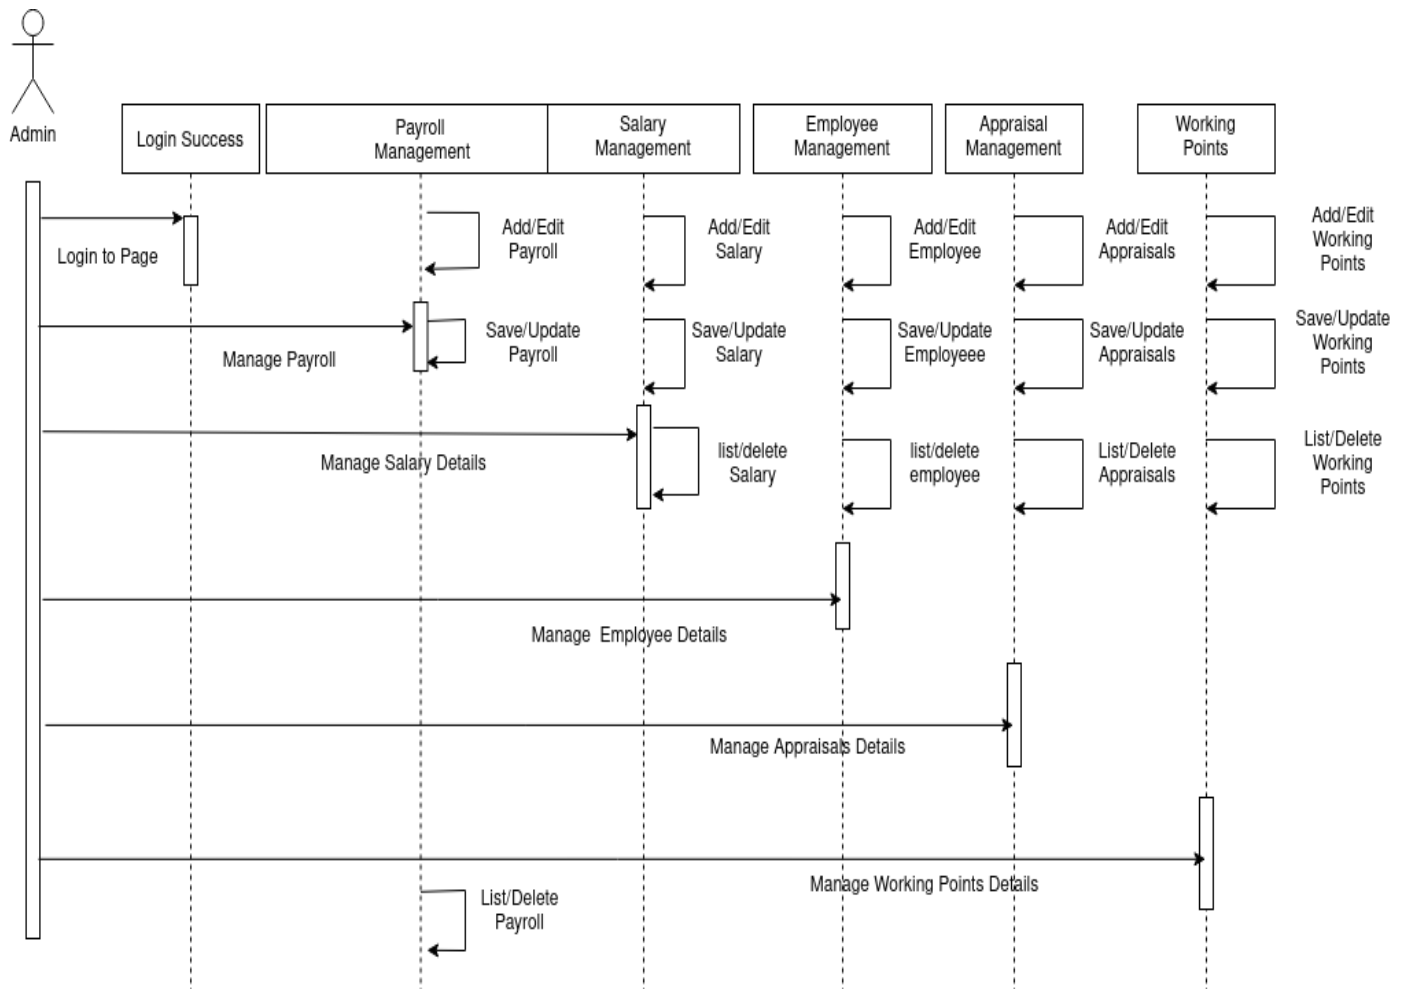 Admin
Login Success
Payroll
Management
Salary
Management
Employee
Management
Appraisal
Management
Working
Points
Login to Page
Add/Edit
Payroll
Add/Edit
Salary
Add/Edit
Employee
Add/Edit
Appraisals
Add/Edit
Working
Points
Manage Payroll
Save/Update
Payroll
Save/Update
Salary
Save/Update
Employeee
Save/Update
Appraisals
Save/Update
Working
Points
Manage Salary Details
list/delete
Salary
list/delete
employee
List/Delete
Appraisals
List/Delete
Working
Points
Manage  Employee Details
Manage Appraisals Details
Manage Working Points Details
List/Delete
Payroll